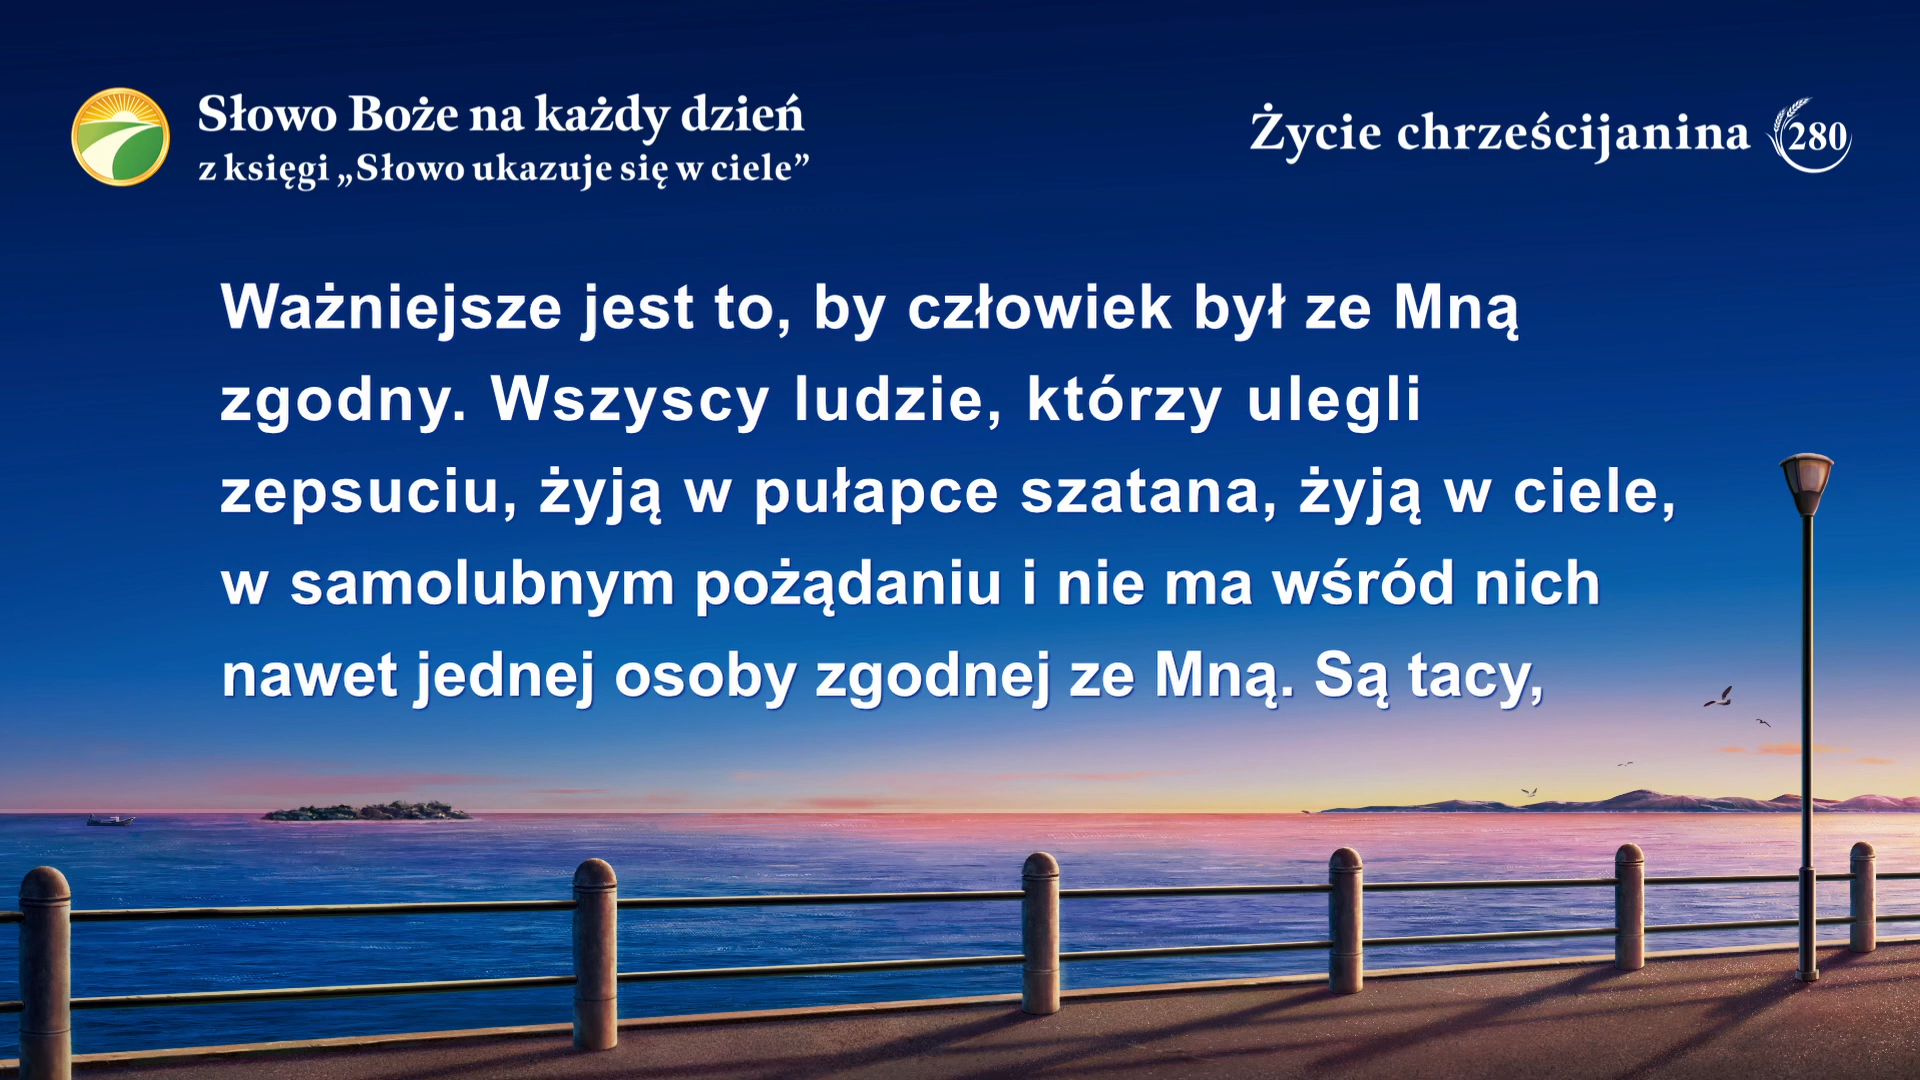 Słowo Boże na każdy dzień
z księgi „Słowo ukazuje się w ciele”
Życie chrześcijanina 280
Ważniejsze jest to, by człowiek był ze Mną
zgodny. Wszyscy ludzie, którzy ulegli
zepsuciu, żyją w pułapce szatana, żyją w ciele,
w samolubnym pożądaniu i nie ma wśród nich
nawet jednej osoby zgodnej ze Mną. Są tacy,